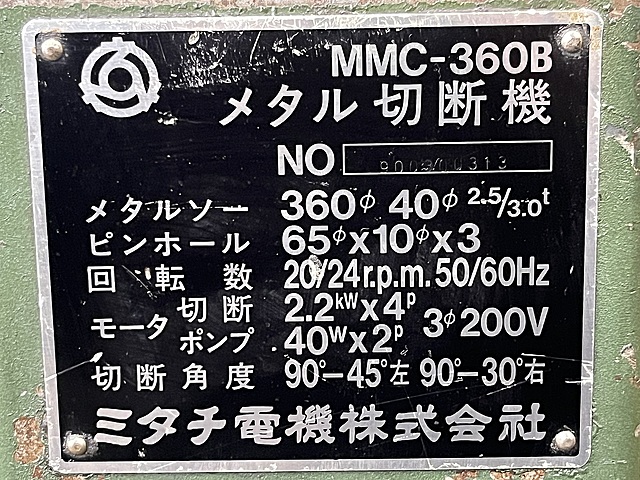 MMC-360B
メタル切断機
NO
メタルソー 360φ 40φ 2.5/3.0t
ピンホール 65φx10φx3
回転数 20/24r.p.m. 50/60Hz
モータ 切断 2.2kWx4P 3φ200V
ポンプ 40Wx2P
切断角度 90°-45°左 90°-30°右
ミタチ電機株式会社